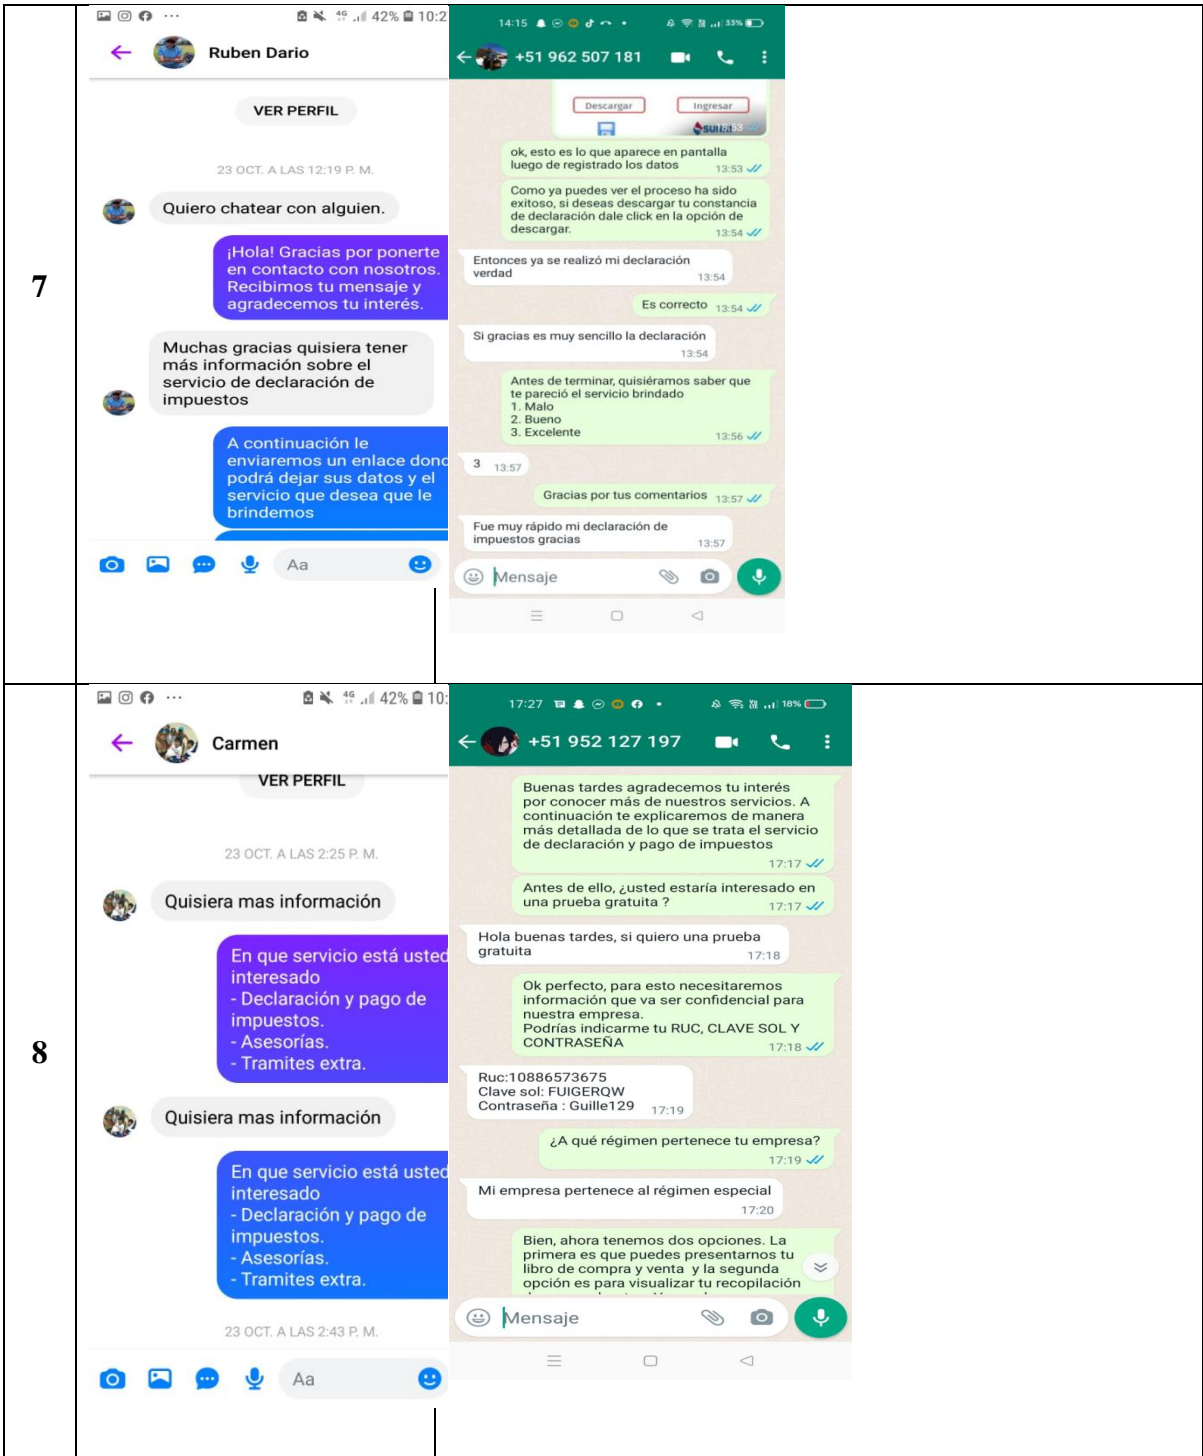 7
42% 10:2
Ruben Dario
VER PERFIL
23 OCT. A LAS 12:19 P. M.
Quiero chatear con alguien.
¡Hola! Gracias por ponerte
en contacto con nosotros.
Recibimos tu mensaje y
agradecemos tu interés.
Muchas gracias quisiera tener
más información sobre el
servicio de declaración de
impuestos
A continuación le
enviaremos un enlace dond
podrá dejar sus datos y el
servicio que desea que le
brindemos
Aa
14:15 33%
+51 962 507 181
Descargar Ingresar
ok, esto es lo que aparece en pantalla
luego de registrado los datos 13:53
Como ya puedes ver el proceso ha sido
exitoso, si deseas descargar tu constancia
de declaración dale click en la opción de
descargar. 13:54
Entonces ya se realizó mi declaración
verdad 13:54
Es correcto 13:54
Si gracias es muy sencillo la declaración
13:54
Antes de terminar, quisiéramos saber que
te pareció el servicio brindado
1. Malo
2. Bueno
3. Excelente 13:56
3 13:57
Gracias por tus comentarios 13:57
Fue muy rápido mi declaración de
impuestos gracias 13:57
Mensaje
8
4G 42% 10:
Carmen
VER PERFIL
23 OCT. A LAS 2:25 P. M.
Quisiera mas información
En que servicio está usted
interesado
- Declaración y pago de
impuestos.
- Asesorías.
- Tramites extra.
Quisiera más información
En que servicio está usted
interesado
- Declaración y pago de
impuestos.
- Asesorías.
- Tramites extra.
23 OCT. A LAS 2:43 P. M.
Aa
17:27 18%
+51 952 127 197
Buenas tardes agradecemos tu interés
por conocer más de nuestros servicios. A
continuación te explicaremos de manera
más detallada de lo que se trata el servicio
de declaración y pago de impuestos
17:17
Antes de ello, ¿usted estaría interesado en
una prueba gratuita ? 17:17
Hola buenas tardes, si quiero una prueba
gratuita 17:18
Ok perfecto, para esto necesitaremos
información que va ser confidencial para
nuestra empresa.
Podrías indicarme tu RUC, CLAVE SOL Y
CONTRASEÑA 17:18
Ruc:10886573675
Clave sol: FUIGERQW
Contraseña : Guille129 17:19
¿A qué régimen pertenece tu empresa?
17:19
Mi empresa pertenece al régimen especial
17:20
Bien, ahora tenemos dos opciones. La
primera es que puedes presentarnos tu
libro de compra y venta y la segunda
opción es para visualizar tu recopilación
Mensaje